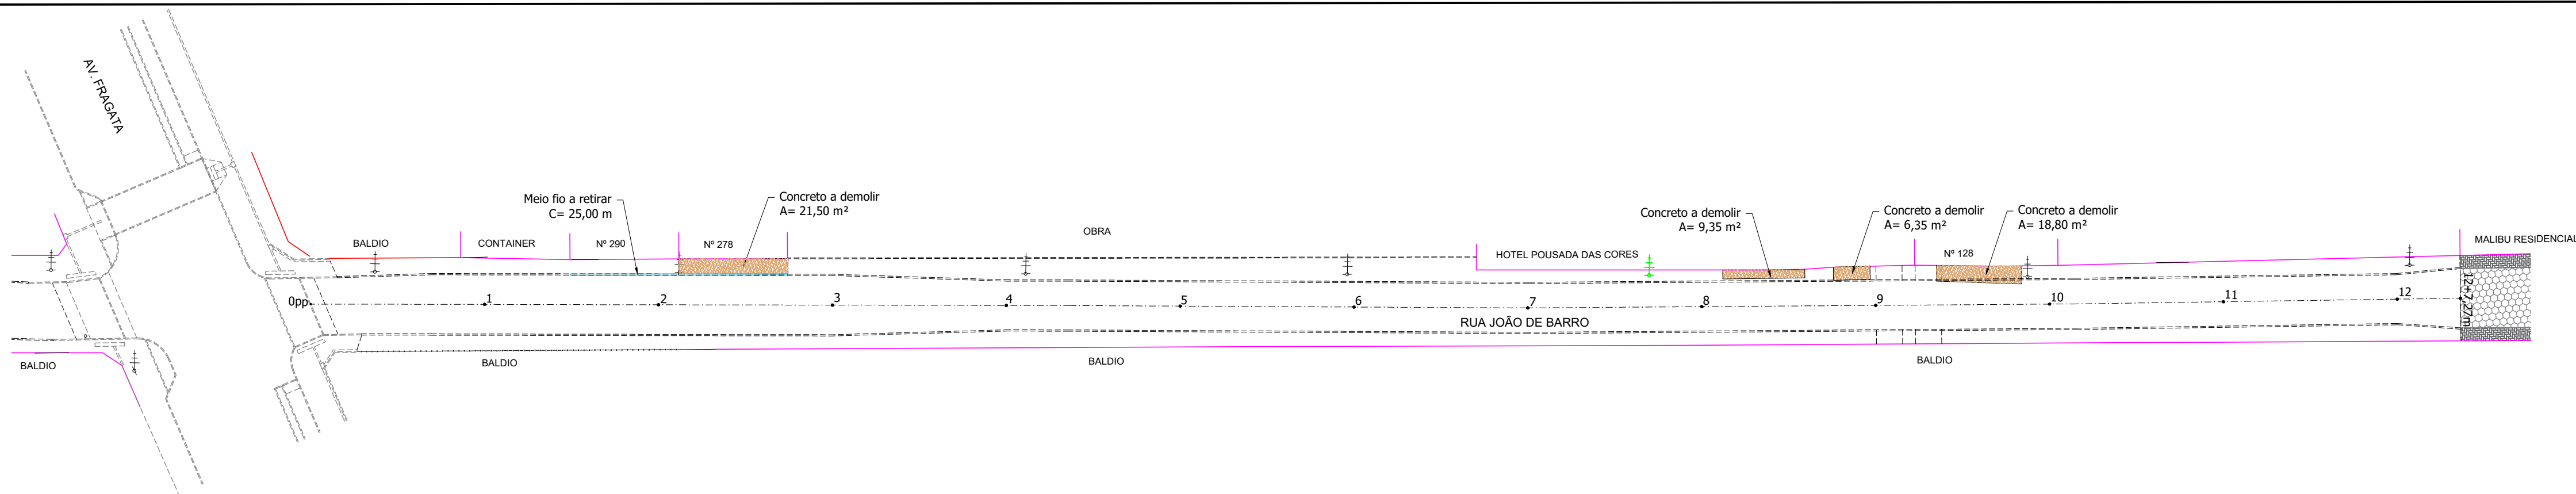 AV. FRAGATA
Meio fio a retirar
C= 25,00 m
Concreto a demolir
A= 21,50 m²
Concreto a demolir
A= 9,35 m²
Concreto a demolir
A= 6,35 m²
Concreto a demolir
A= 18,80 m²
BALDIO
CONTAINER
Nº 290
Nº 278
OBRA
HOTEL POUSADA DAS CORES
Nº 128
MALIBU RESIDENCIAL
0pp
1
2
3
4
5
6
7
8
9
10
11
12
12+7,27m
RUA JOÃO DE BARRO
BALDIO
BALDIO
BALDIO
BALDIO